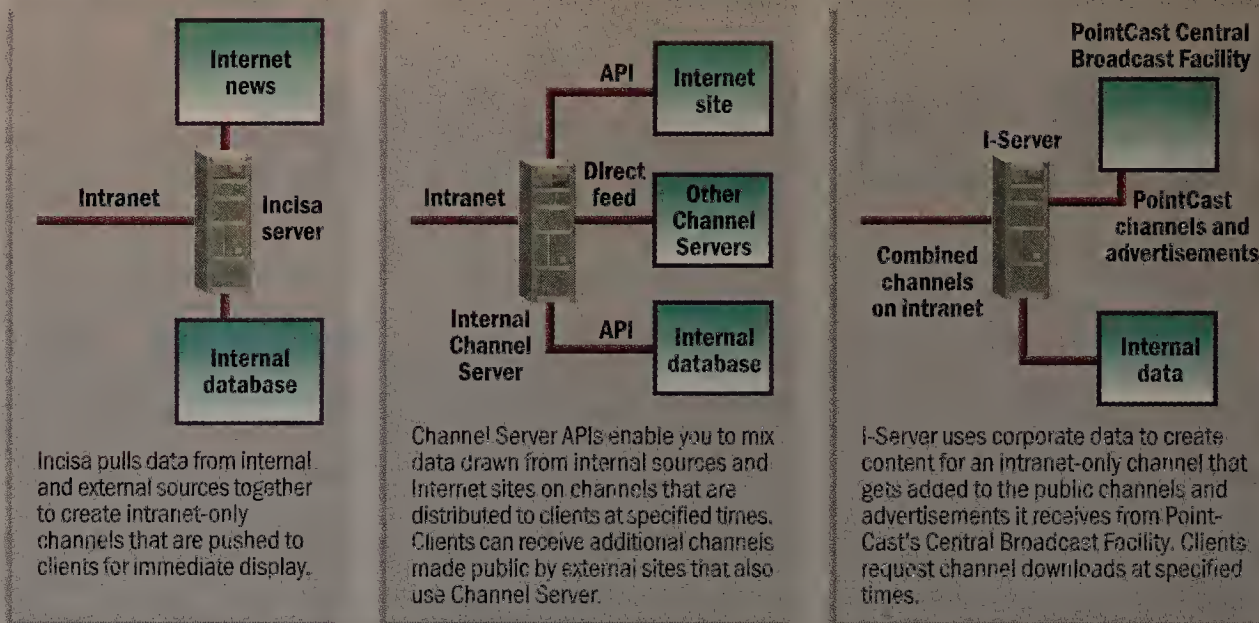 Internet
news
Intranet
Incisa
server
Internal
database
Incisa pulls data from internal
and external sources together
to create intranet-only
channels that are pushed to
clients for immediate display.
API
Internet
site
Intranet
Direct
feed
Other
Channel
Servers
Internal
Channel
Server
API
Internal
database
Channel Server APIs enable you to mix
data drawn from internal sources and
Internet sites on channels that are
distributed to clients at specified times.
Clients can receive additional channels
made public by external sites that also
use Channel Server.
PointCast Central
Broadcast Facility
I-Server
PointCast
channels and
advertisements
Combined
channels
on intranet
Internal
data
I-Server uses corporate data to create
content for an intranet-only channel that
gets added to the public channels and
advertisements it receives from Point-
Cast's Central Broadcast Facility. Clients
request channel downloads at specified
times.